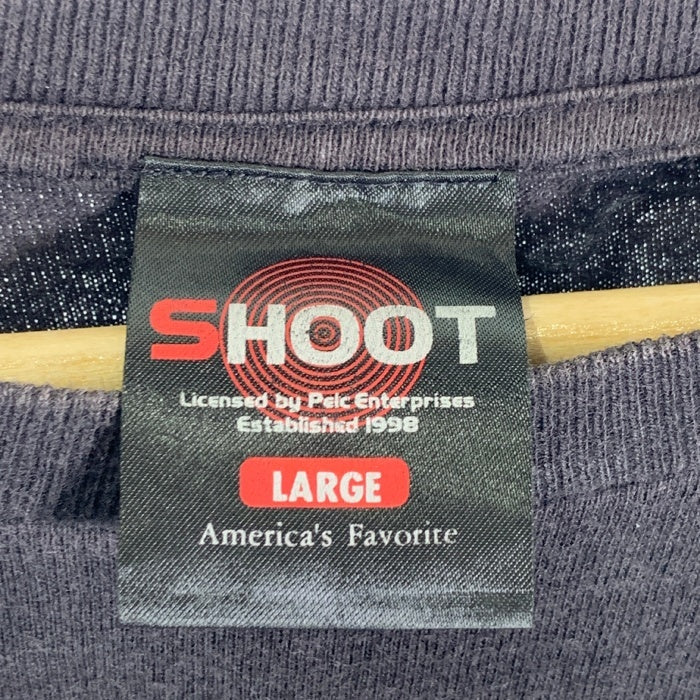 SHOOT
Licensed by Pelc Enterprises
Established 1998
LARGE
America's Favorite